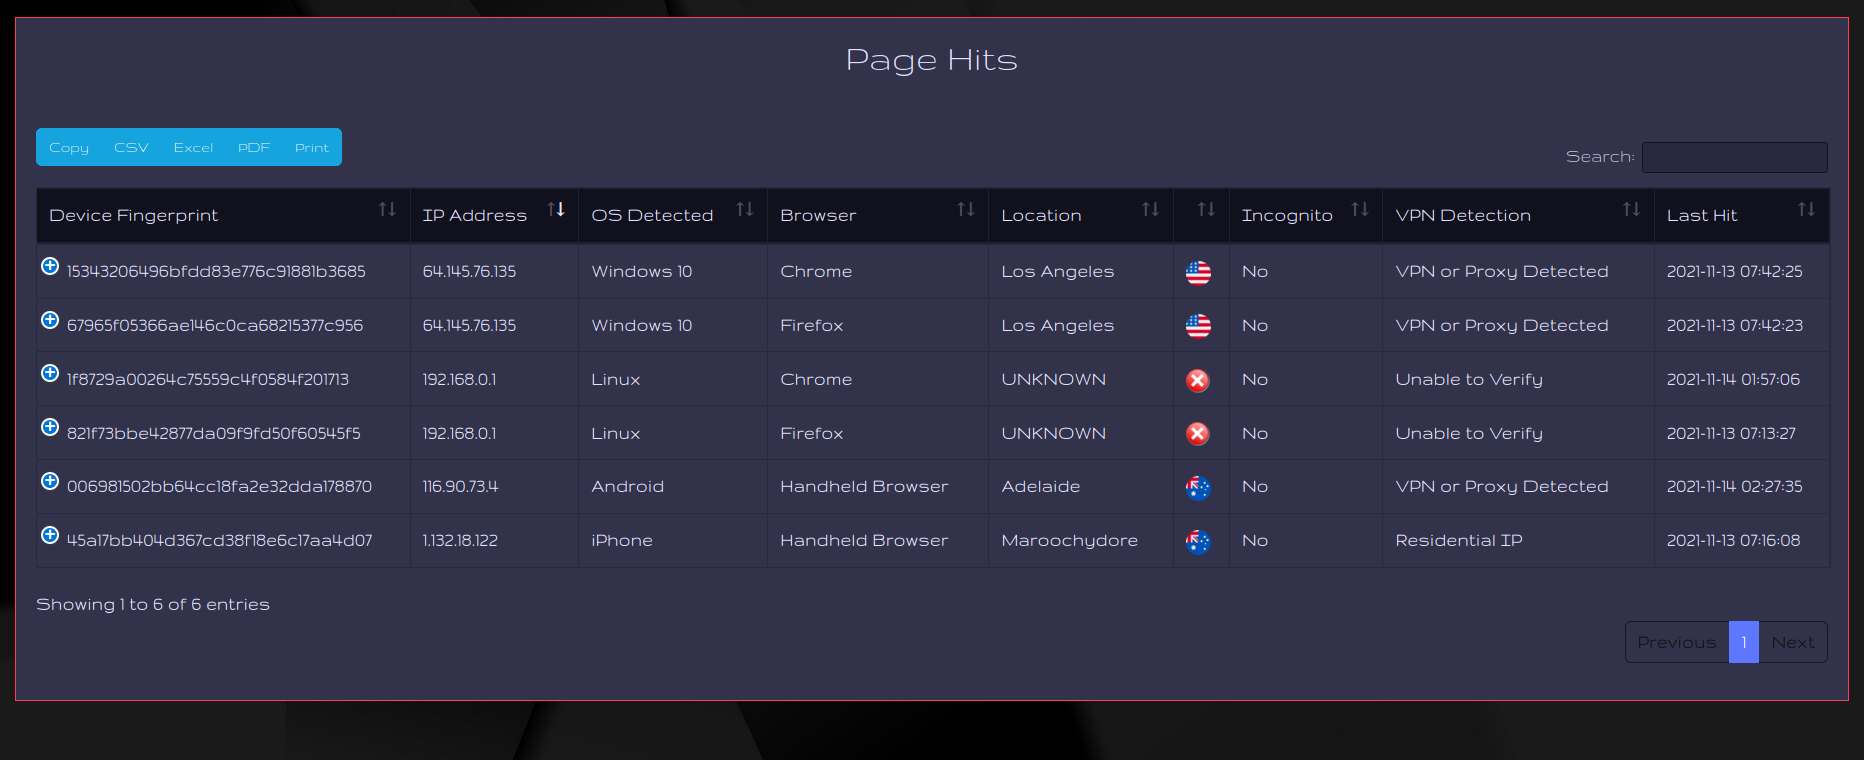 Page Hits
Copy CSV Excel PDF Print
Search:
Device Fingerprint IP Address OS Detected Browser Location Incognito VPN Detection Last Hit
15343206496bfdd83e776c91881b3685 64.145.76.135 Windows 10 Chrome Los Angeles No VPN or Proxy Detected 2021-11-13 07:42:25
67965f05366ae146c0ca68215377c956 64.145.76.135 Windows 10 Firefox Los Angeles No VPN or Proxy Detected 2021-11-13 07:42:23
1f8729a00264c75559c4f0584f201713 192.168.0.1 Linux Chrome UNKNOWN No Unable to Verify 2021-11-14 01:57:06
821f73bbe42877da09f9fd50f60545f5 192.168.0.1 Linux Firefox UNKNOWN No Unable to Verify 2021-11-13 07:13:27
006981502bb64cc18fa2e32dda178870 116.90.73.4 Android Handheld Browser Adelaide No VPN or Proxy Detected 2021-11-14 02:27:35
45a17bb404d367cd38f18e6c17aa4d07 1.132.18.122 iPhone Handheld Browser Maroochydore No Residential IP 2021-11-13 07:16:08
Showing 1 to 6 of 6 entries
Previous 1 Next